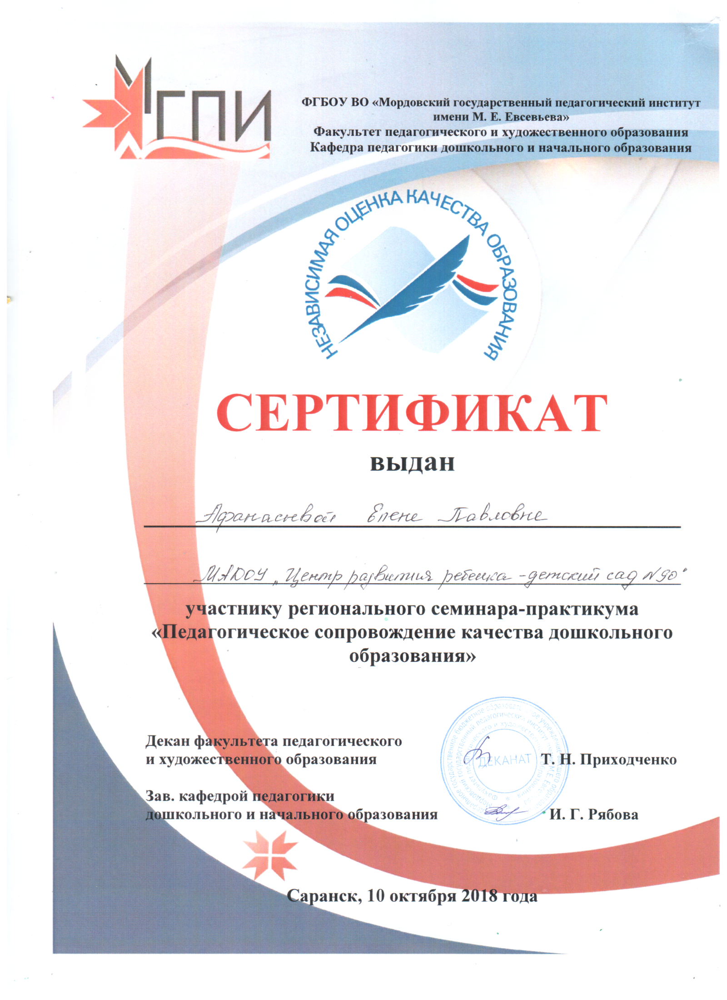 МГПИ
ФГБОУ ВО «Мордовский государственный педагогический институт
имени М. Е. Евсевьева»
Факультет педагогического и художественного образования
Кафедра педагогики дошкольного и начального образования
НЕЗАВИСИМАЯ ОЦЕНКА КАЧЕСТВА ОБРАЗОВАНИЯ
СЕРТИФИКАТ
выдан
Афанасьевой Елене Павловне
МАДОУ „Центр развития ребенка - детский сад №90"
участнику регионального семинара-практикума
«Педагогическое сопровождение качества дошкольного
образования»
Декан факультета педагогического
и художественного образования Т. Н. Приходченко
ДЕКАНАТ
Зав. кафедрой педагогики
дошкольного и начального образования И. Г. Рябова
Саранск, 10 октября 2018 года